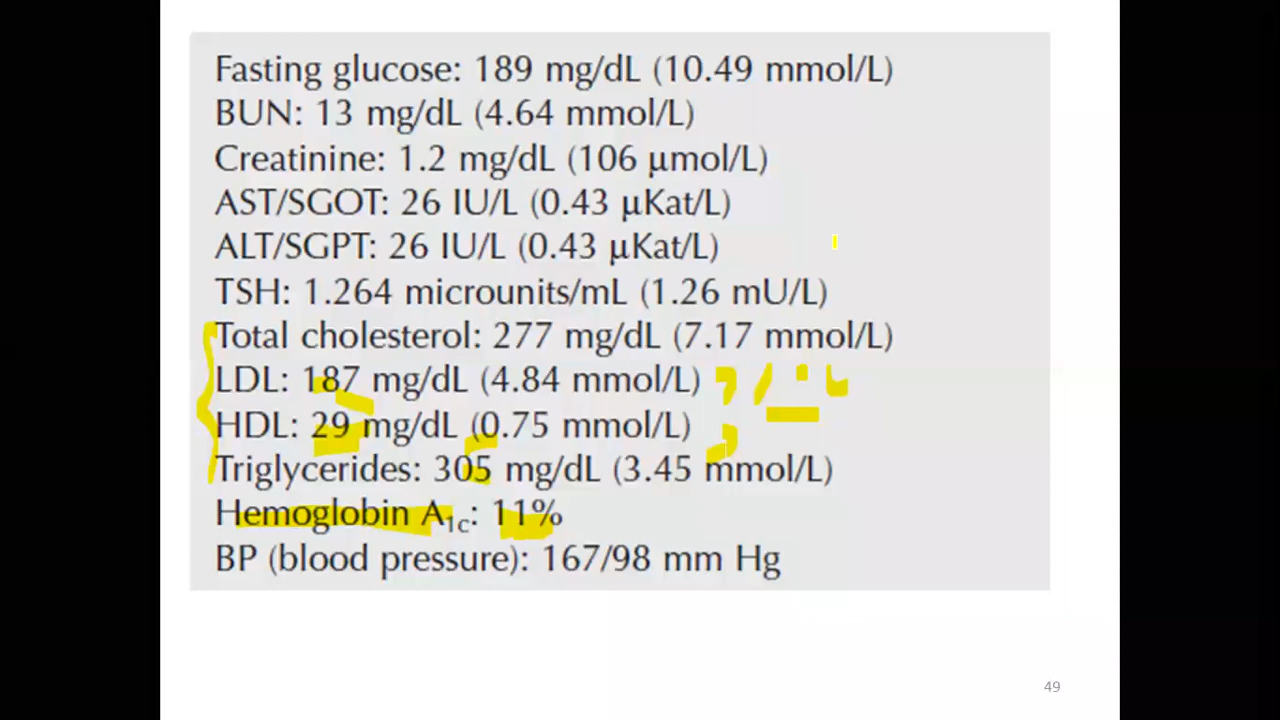 Fasting glucose: 189 mg/dL (10.49 mmol/L)
BUN: 13 mg/dL (4.64 mmol/L)
Creatinine: 1.2 mg/dL (106 μmol/L)
AST/SGOT: 26 IU/L (0.43 μKat/L)
ALT/SGPT: 26 IU/L (0.43 μKat/L)
TSH: 1.264 microunits/mL (1.26 mU/L)
Total cholesterol: 277 mg/dL (7.17 mmol/L)
LDL: 187 mg/dL (4.84 mmol/L)
HDL: 29 mg/dL (0.75 mmol/L)
Triglycerides: 305 mg/dL (3.45 mmol/L)
Hemoglobin A1c: 11%
BP (blood pressure): 167/98 mm Hg
49